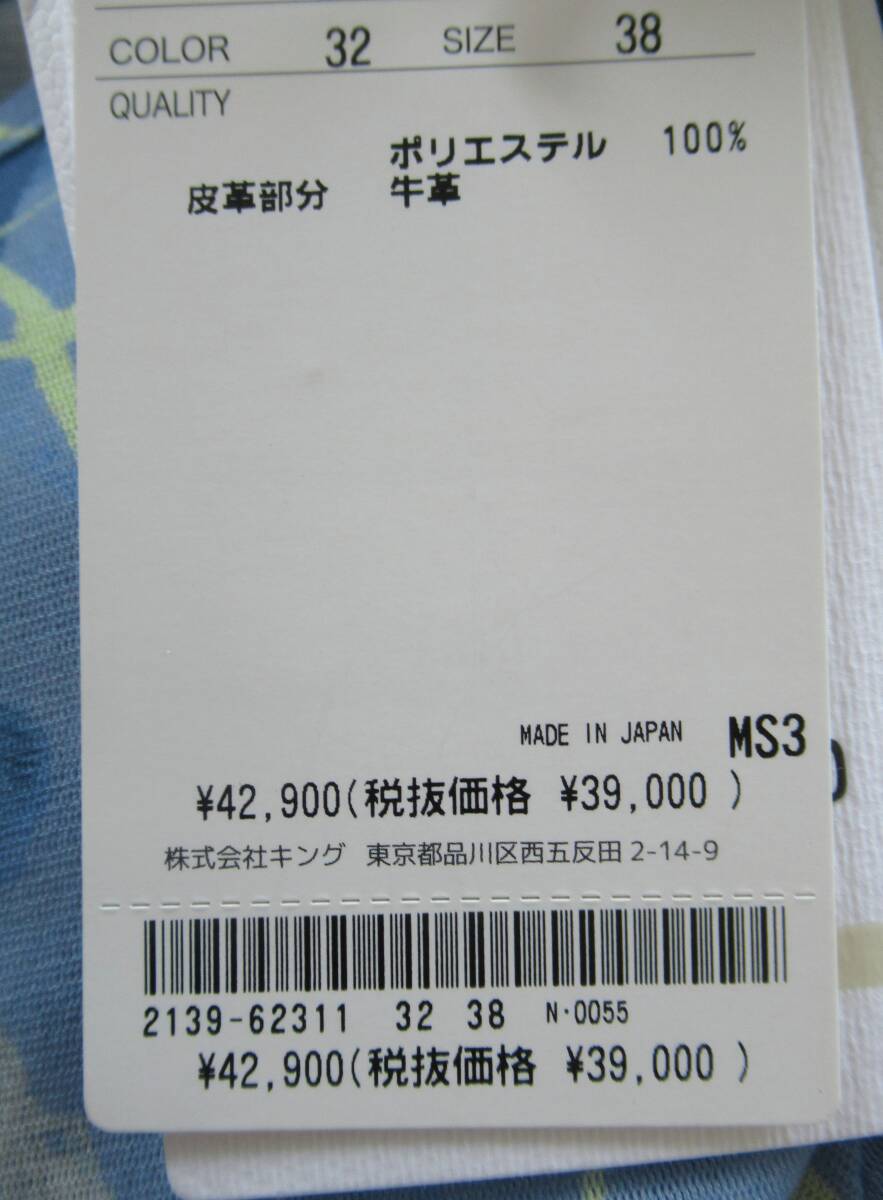 COLOR 32 SIZE 38
QUALITY
ポリエステル 100%
皮革部分 牛革
MADE IN JAPAN MS3
¥42,900(税抜価格 ¥39,000 )
株式会社キング 東京都品川区西五反田2-14-9
2139-62311 32 38 N·0055
¥42,900(税抜価格 ¥39,000 )